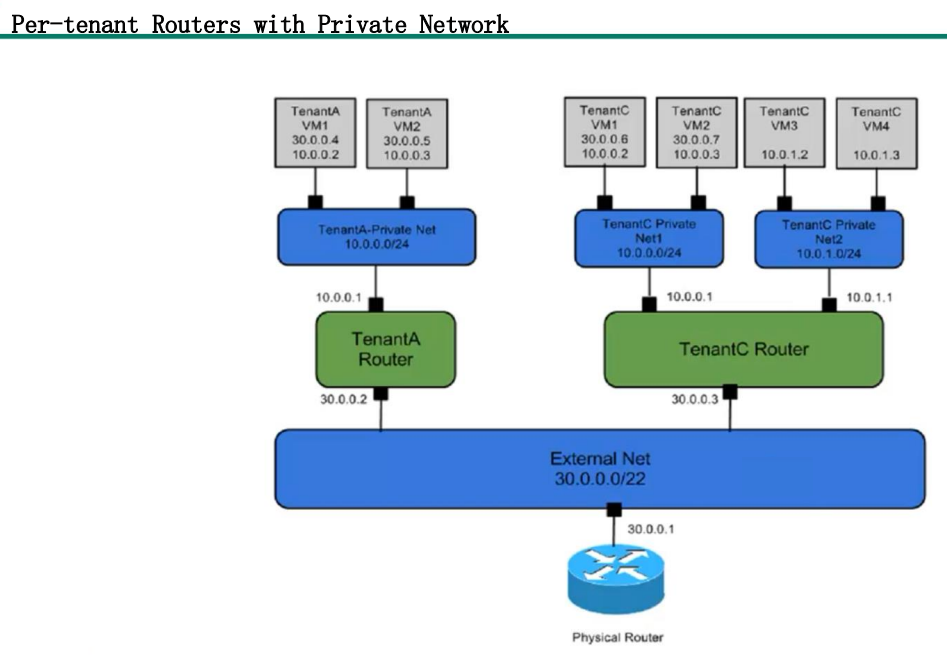 Per-tenant Routers with Private Network
TenantA
VM1
30.0.0.4
10.0.0.2
TenantA
VM2
30.0.0.5
10.0.0.3
TenantC
VM1
30.0.0.6
10.0.0.2
TenantC
VM2
30.0.0.7
10.0.0.3
TenantC
VM3
10.0.1.2
TenantC
VM4
10.0.1.3
TenantA-Private Net
10.0.0.0/24
TenantC Private
Net1
10.0.0.0/24
TenantC Private
Net2
10.0.1.0/24
10.0.0.1
10.0.0.1
10.0.1.1
TenantA
Router
TenantC Router
30.0.0.2
30.0.0.3
External Net
30.0.0.0/22
30.0.0.1
Physical Router